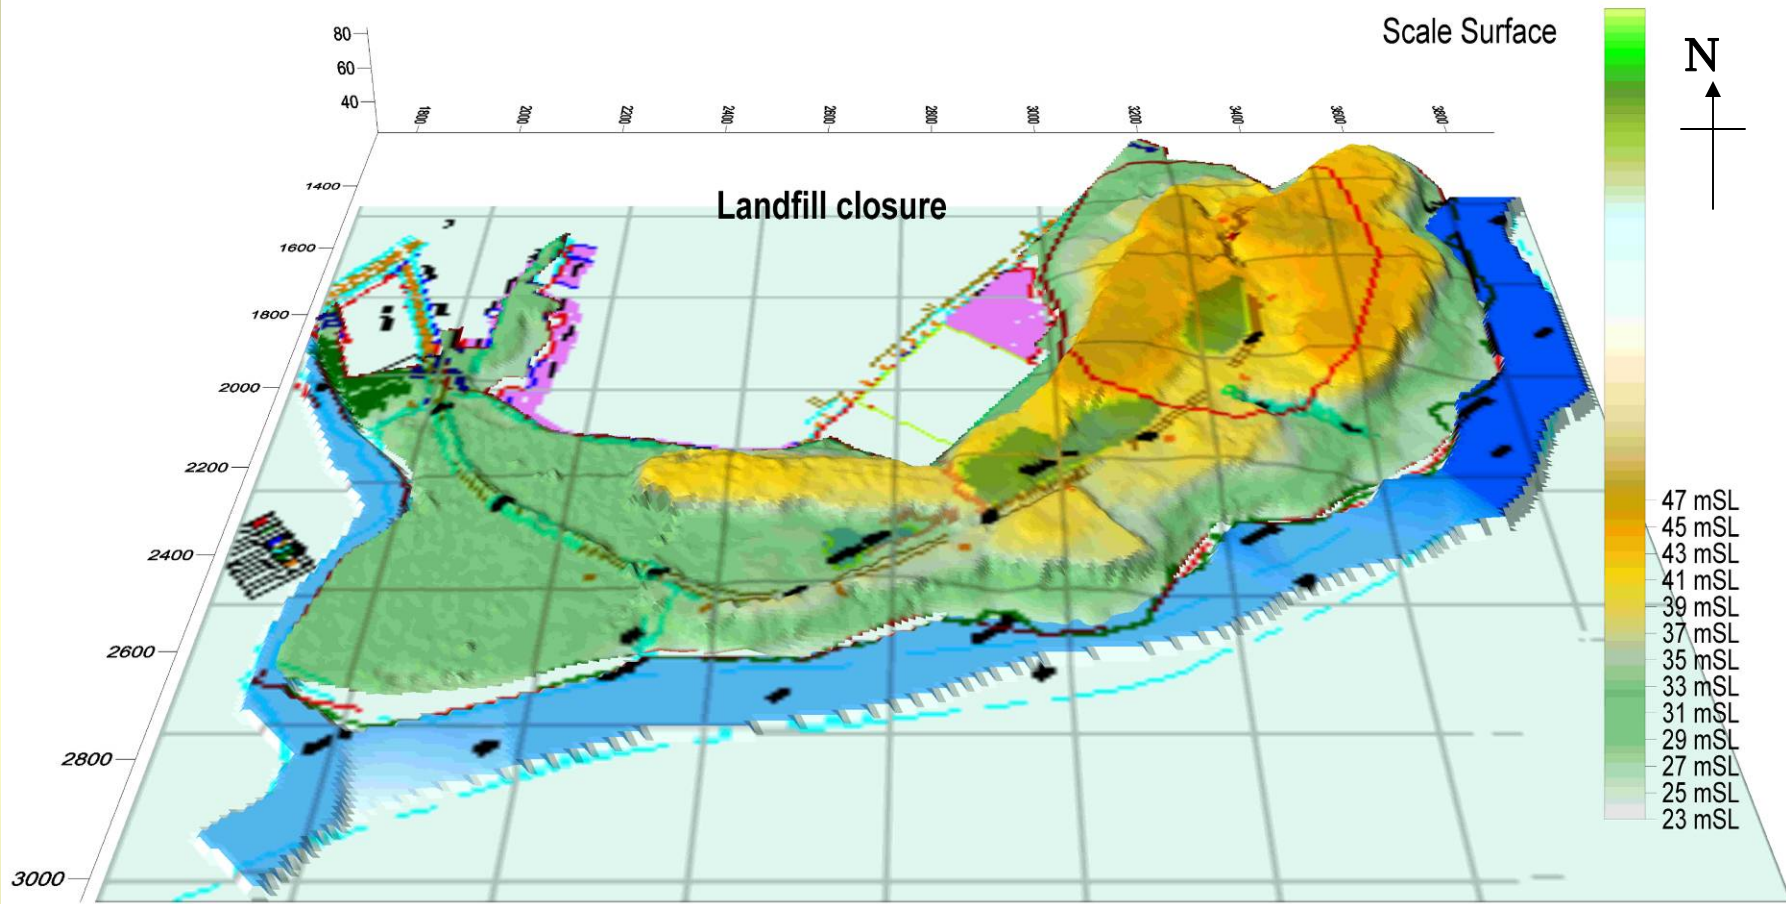 Scale Surface
N
80
60
40
1800
2000
2200
2400
2600
2800
3000
3200
3400
3600
3800
Landfill closure
1400
1600
1800
2000
2200
2400
2600
2800
3000
47 mSL
45 mSL
43 mSL
41 mSL
39 mSL
37 mSL
35 mSL
33 mSL
31 mSL
29 mSL
27 mSL
25 mSL
23 mSL